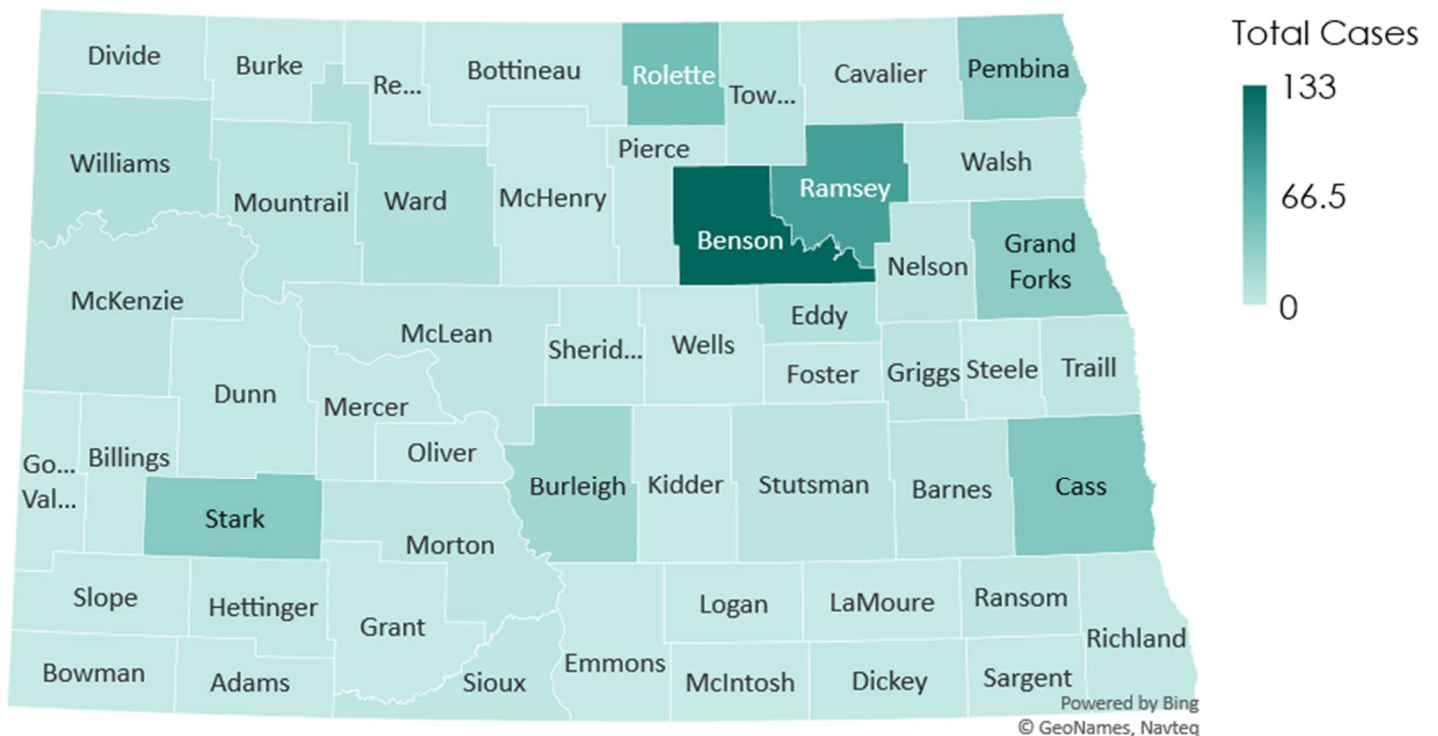 Total Cases
133
66.5
0
Divide
Burke
Re...
Bottineau
Rolette
Tow...
Cavalier
Pembina
Williams
Mountrail
Ward
McHenry
Pierce
Benson
Ramsey
Walsh
Nelson
Grand
Forks
McKenzie
McLean
Sherid...
Wells
Eddy
Foster
Griggs
Steele
Traill
Dunn
Mercer
Oliver
Go...
Val...
Billings
Stark
Burleigh
Kidder
Stutsman
Barnes
Cass
Morton
Slope
Hettinger
Grant
Logan
LaMoure
Ransom
Richland
Bowman
Adams
Sioux
Emmons
McIntosh
Dickey
Sargent
Powered by Bing
© GeoNames, Navteq